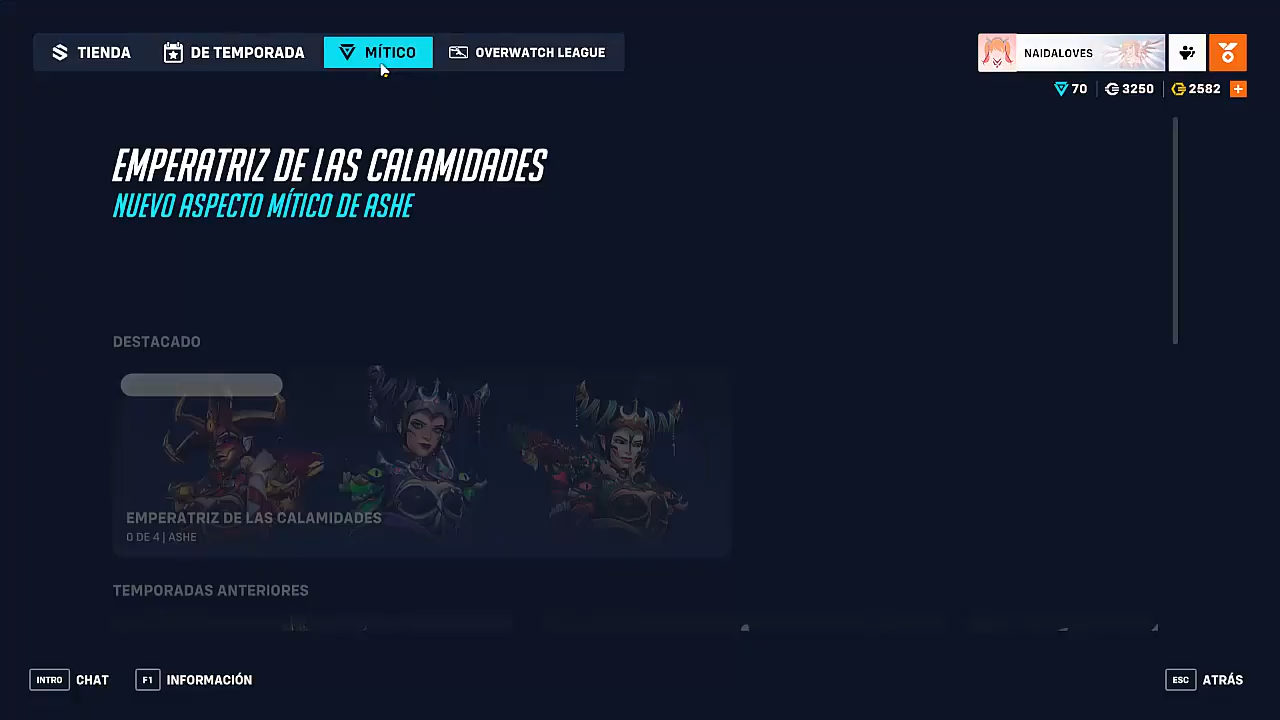 TIENDA
DE TEMPORADA
MÍTICO
OVERWATCH LEAGUE
NAIDALOVES
70
3250
2582
+
EMPERATRIZ DE LAS CALAMIDADES
NUEVO ASPECTO MÍTICO DE ASHE
DESTACADO
EMPERATRIZ DE LAS CALAMIDADES
0 DE 4 | ASHE
TEMPORADAS ANTERIORES
INTRO CHAT
F1 INFORMACIÓN
ESC ATRÁS